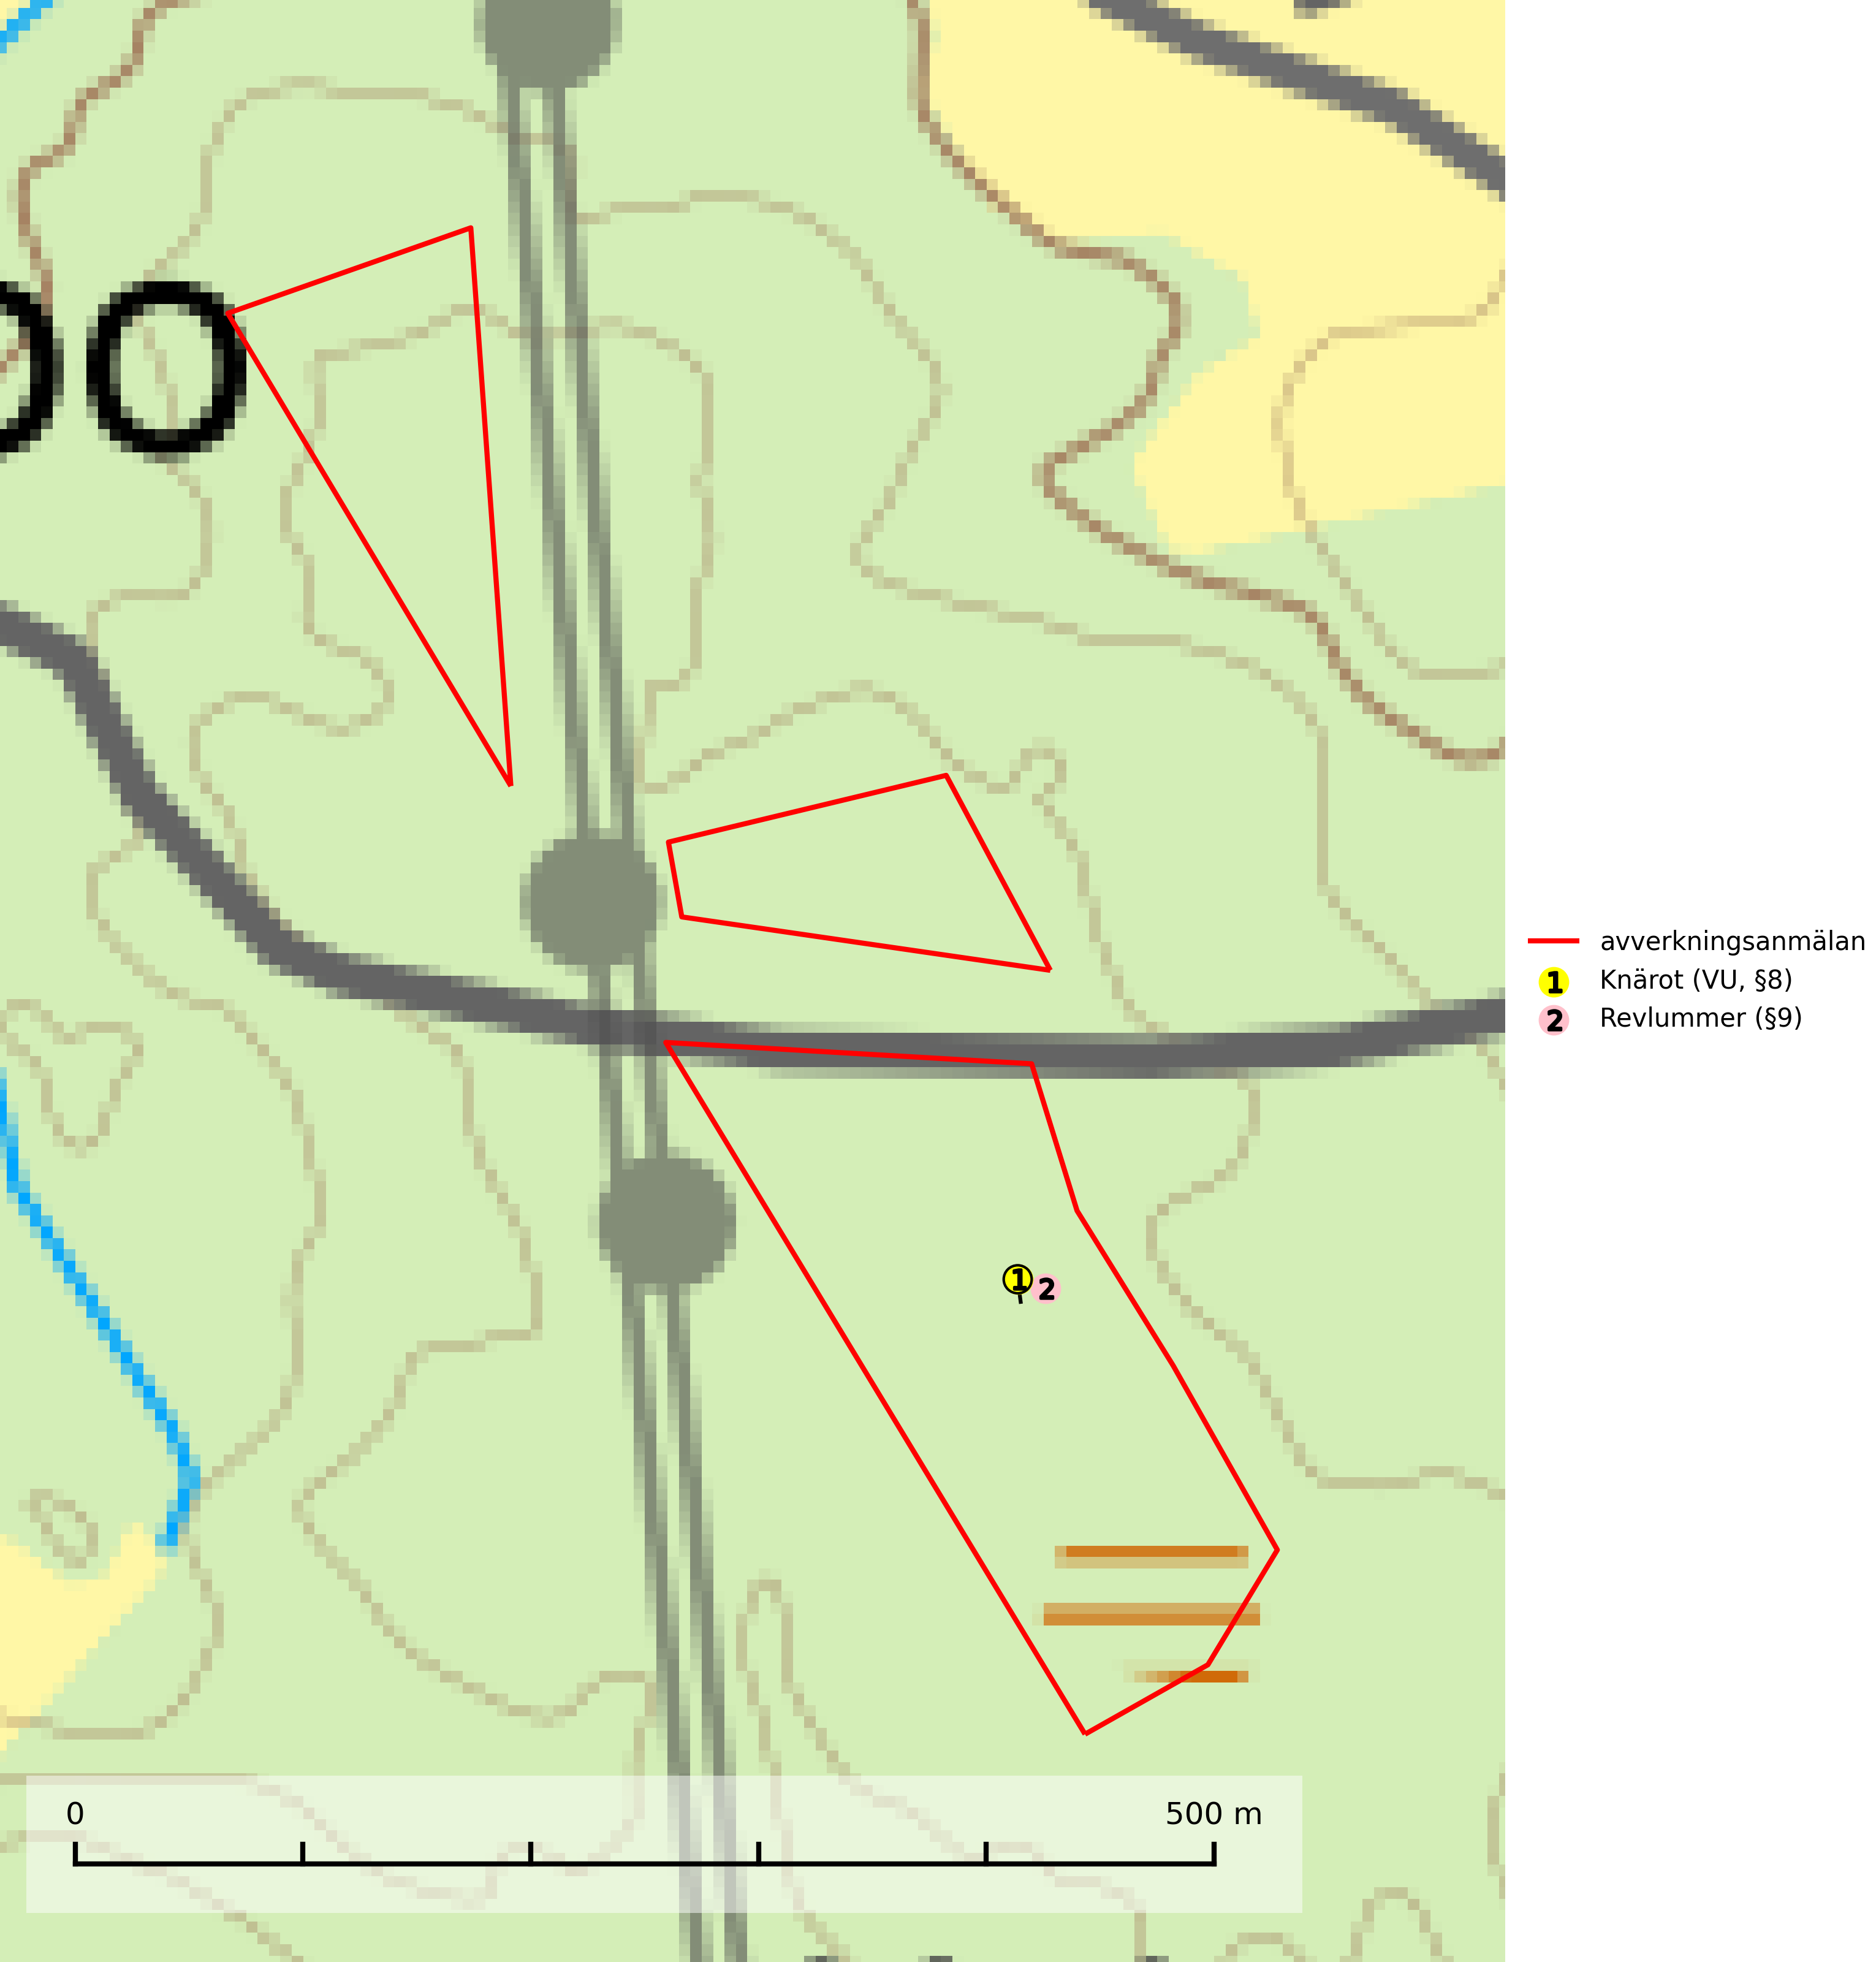 00
avverkningsanmälan
1 Knärot (VU, §8)
2 Revlummer (§9)
1 2
0 500 m